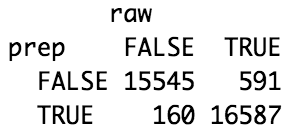 raw
prep FALSE TRUE
FALSE 15545 591
TRUE 160 16587